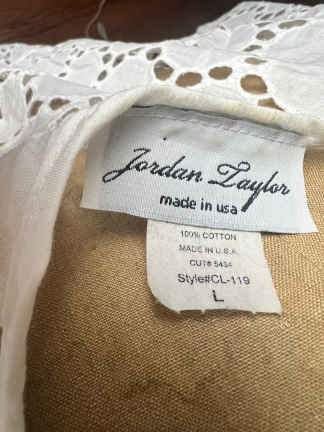 Jordan Taylor
made in usa
100% COTTON
MADE IN U.S.A.
CUT# 5434
Style#CL-119
L